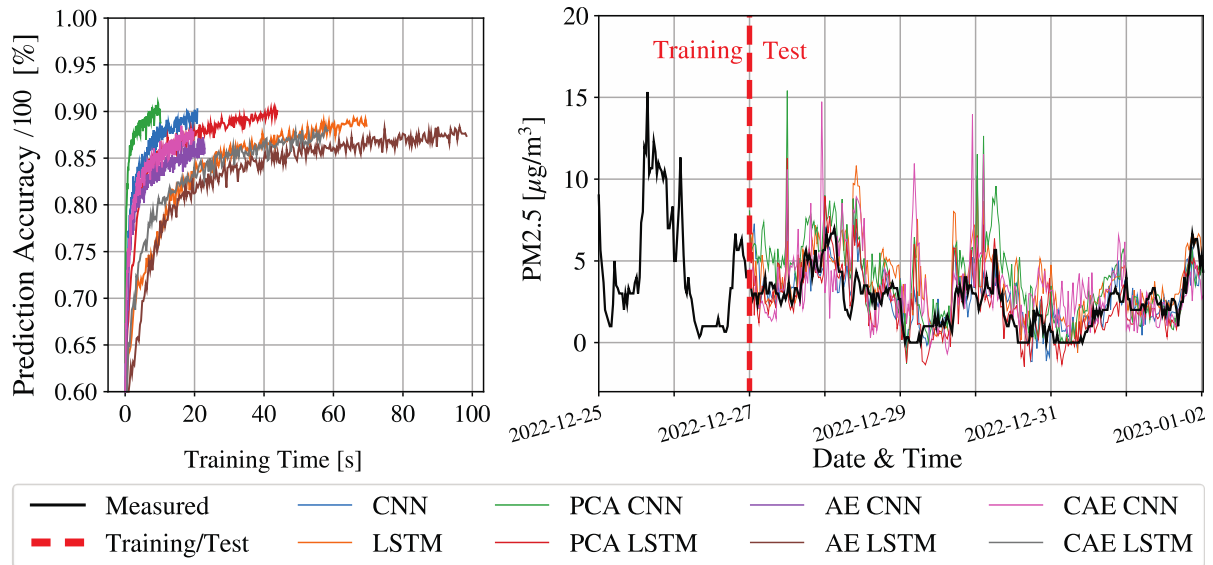 1.00
0.95
0.90
0.85
0.80
0.75
0.70
0.65
0.60
Prediction Accuracy /100 [%]
0 20 40 60 80 100
Training Time [s]
20
15
10
5
0
PM2.5 [μg/m³]
Training Test
2022-12-25 2022-12-27 2022-12-29 2022-12-31 2023-01-02
Date & Time
Measured CNN PCA CNN AE CNN CAE CNN
Training/Test LSTM PCA LSTM AE LSTM CAE LSTM